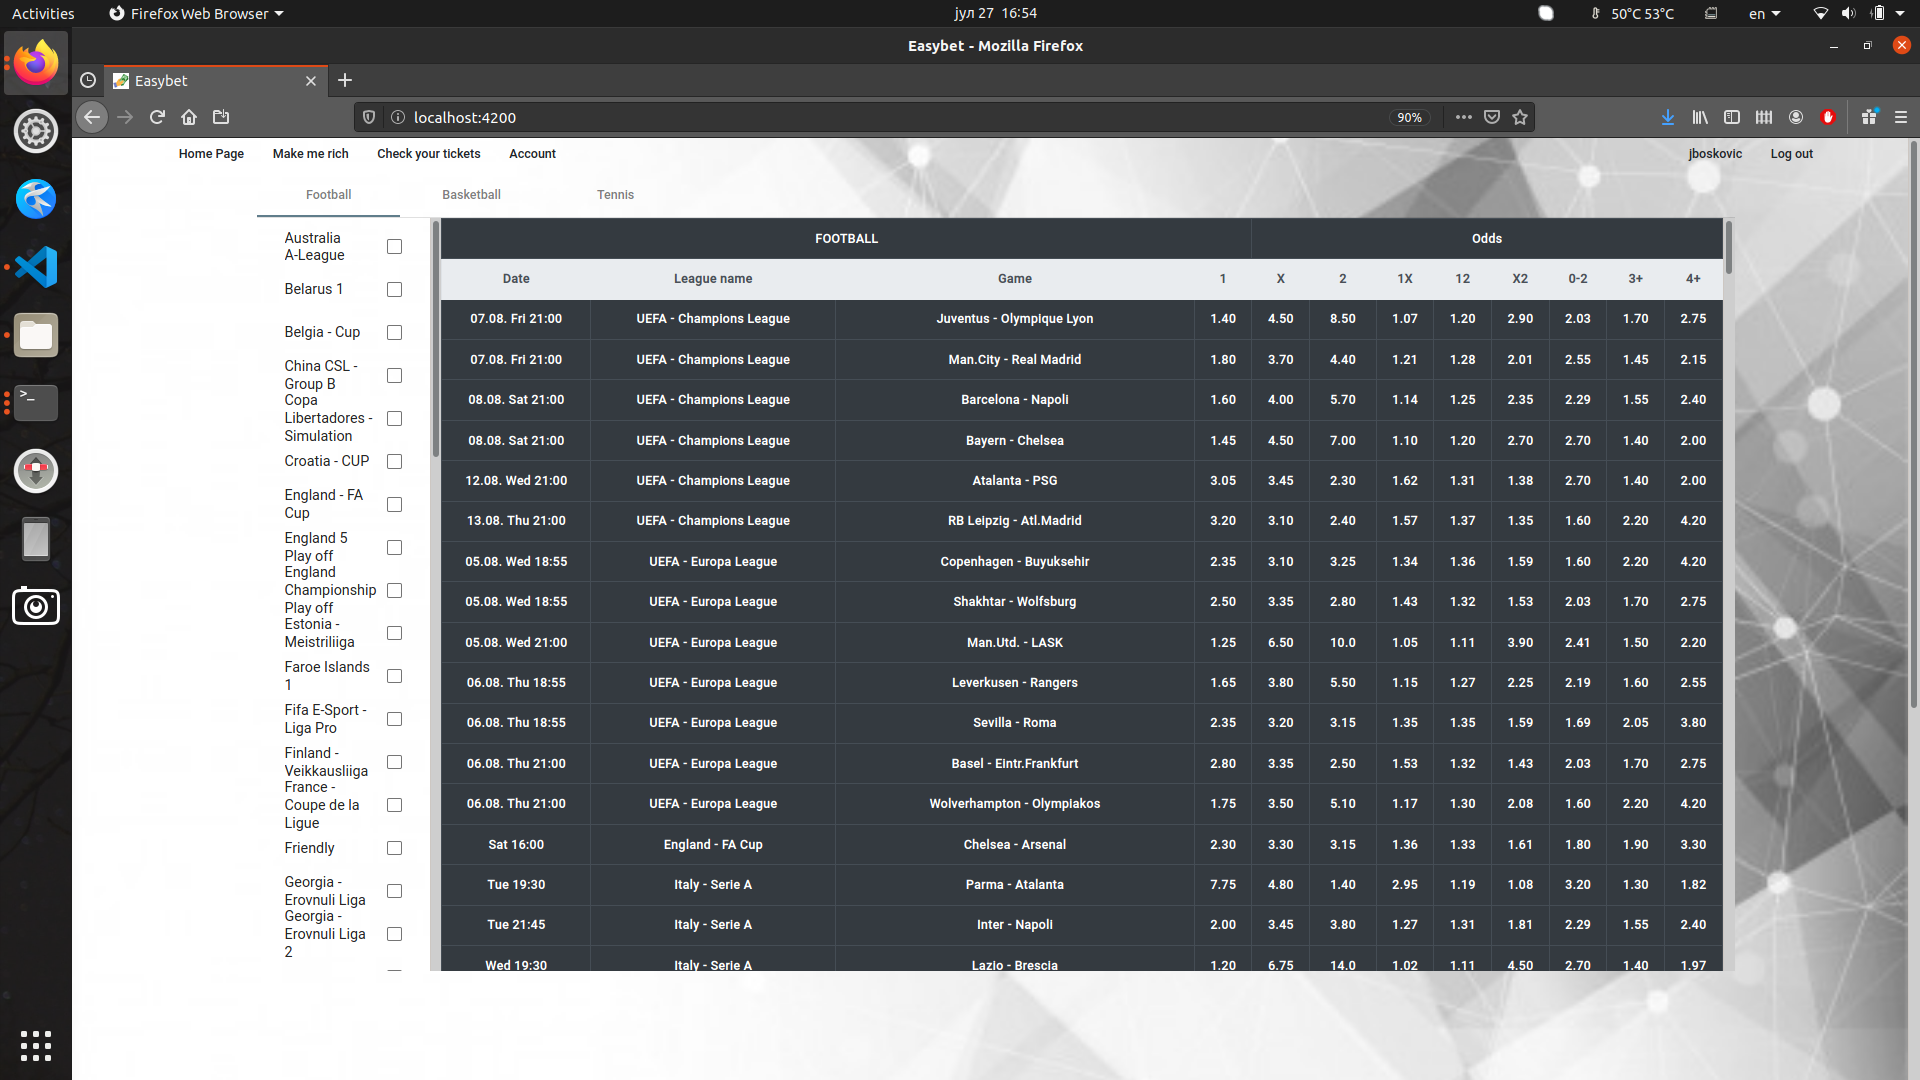 Activities
Firefox Web Browser
јул 27 16:54
50°C 53°C
en
Easybet - Mozilla Firefox
Easybet
localhost:4200
90%
Home Page Make me rich Check your tickets Account
jboskovic Log out
Football Basketball Tennis
Australia
A-League
Belarus 1
Belgia - Cup
China CSL -
Group B
Copa
Libertadores -
Simulation
Croatia - CUP
England - FA
Cup
England 5
Play off
England
Championship
Play off
Estonia -
Meistriliiga
Faroe Islands
1
Fifa E-Sport -
Liga Pro
Finland -
Veikkausliiga
France -
Coupe de la
Ligue
Friendly
Georgia -
Erovnuli Liga
Georgia -
Erovnuli Liga
2
FOOTBALL Odds
Date League name Game 1 X 2 1X 12 X2 0-2 3+ 4+
07.08. Fri 21:00 UEFA - Champions League Juventus - Olympique Lyon 1.40 4.50 8.50 1.07 1.20 2.90 2.03 1.70 2.75
07.08. Fri 21:00 UEFA - Champions League Man.City - Real Madrid 1.80 3.70 4.40 1.21 1.28 2.01 2.55 1.45 2.15
08.08. Sat 21:00 UEFA - Champions League Barcelona - Napoli 1.60 4.00 5.70 1.14 1.25 2.35 2.29 1.55 2.40
08.08. Sat 21:00 UEFA - Champions League Bayern - Chelsea 1.45 4.50 7.00 1.10 1.20 2.70 2.70 1.40 2.00
12.08. Wed 21:00 UEFA - Champions League Atalanta - PSG 3.05 3.45 2.30 1.62 1.31 1.38 2.70 1.40 2.00
13.08. Thu 21:00 UEFA - Champions League RB Leipzig - Atl.Madrid 3.20 3.10 2.40 1.57 1.37 1.35 1.60 2.20 4.20
05.08. Wed 18:55 UEFA - Europa League Copenhagen - Buyuksehir 2.35 3.10 3.25 1.34 1.36 1.59 1.60 2.20 4.20
05.08. Wed 18:55 UEFA - Europa League Shakhtar - Wolfsburg 2.50 3.35 2.80 1.43 1.32 1.53 2.03 1.70 2.75
05.08. Wed 21:00 UEFA - Europa League Man.Utd. - LASK 1.25 6.50 10.0 1.05 1.11 3.90 2.41 1.50 2.20
06.08. Thu 18:55 UEFA - Europa League Leverkusen - Rangers 1.65 3.80 5.50 1.15 1.27 2.25 2.19 1.60 2.55
06.08. Thu 18:55 UEFA - Europa League Sevilla - Roma 2.35 3.20 3.15 1.35 1.35 1.59 1.69 2.05 3.80
06.08. Thu 21:00 UEFA - Europa League Basel - Eintr.Frankfurt 2.80 3.35 2.50 1.53 1.32 1.43 2.03 1.70 2.75
06.08. Thu 21:00 UEFA - Europa League Wolverhampton - Olympiakos 1.75 3.50 5.10 1.17 1.30 2.08 1.60 2.20 4.20
Sat 16:00 England - FA Cup Chelsea - Arsenal 2.30 3.30 3.15 1.36 1.33 1.61 1.80 1.90 3.30
Tue 19:30 Italy - Serie A Parma - Atalanta 7.75 4.80 1.40 2.95 1.19 1.08 3.20 1.30 1.82
Tue 21:45 Italy - Serie A Inter - Napoli 2.00 3.45 3.80 1.27 1.31 1.81 2.29 1.55 2.40
Wed 19:30 Italy - Serie A Lazio - Brescia 1.20 6.75 14.0 1.02 1.11 4.50 2.70 1.40 1.97